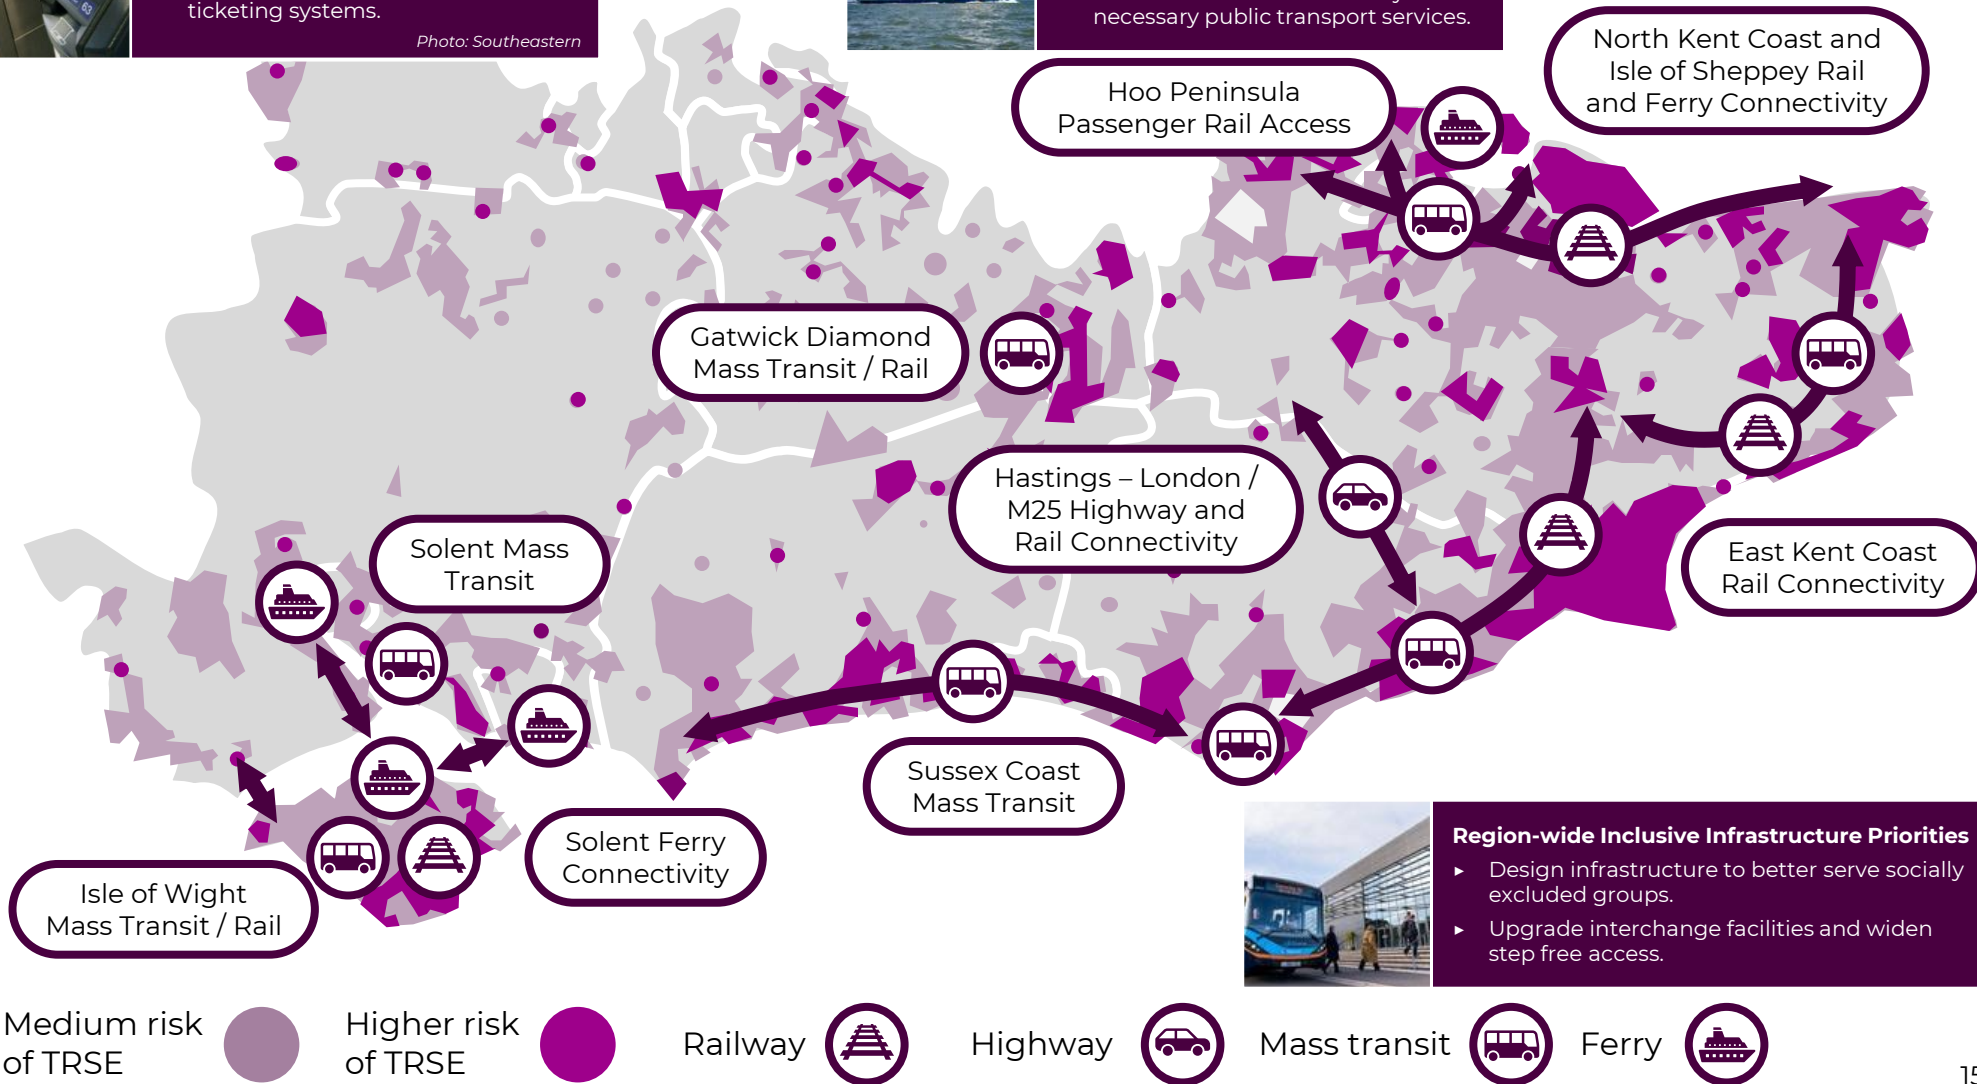 ticketing systems.
Photo: Southeastern
necessary public transport services.
North Kent Coast and
Isle of Sheppey Rail
and Ferry Connectivity
Hoo Peninsula
Passenger Rail Access
Gatwick Diamond
Mass Transit / Rail
Hastings – London /
M25 Highway and
Rail Connectivity
Solent Mass
Transit
East Kent Coast
Rail Connectivity
Sussex Coast
Mass Transit
Solent Ferry
Connectivity
Isle of Wight
Mass Transit / Rail
Region-wide Inclusive Infrastructure Priorities
▸ Design infrastructure to better serve socially
excluded groups.
▸ Upgrade interchange facilities and widen
step free access.
Medium risk
of TRSE
Higher risk
of TRSE
Railway
Highway
Mass transit
Ferry
15